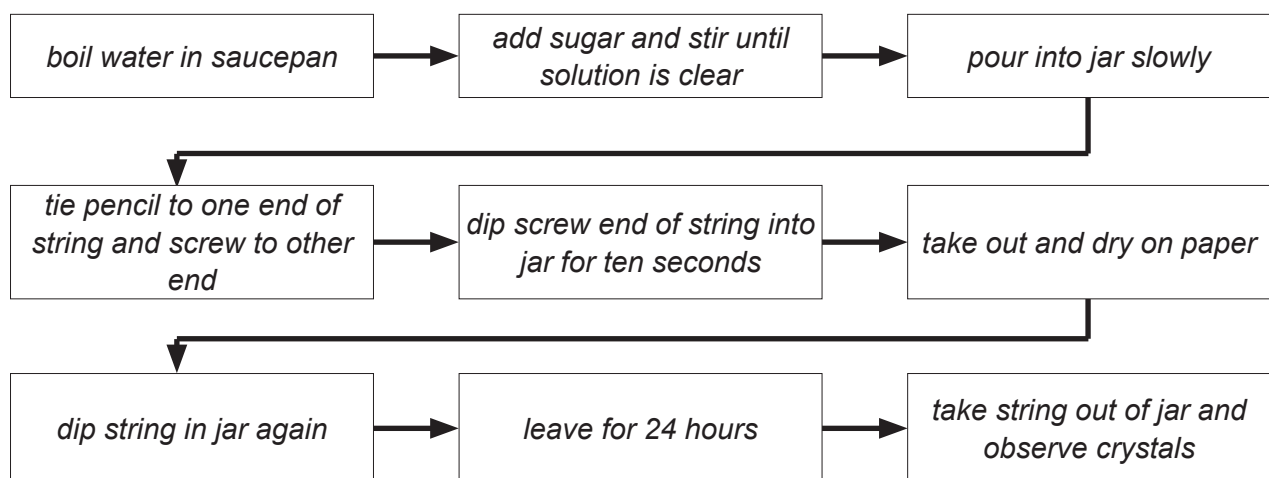 boil water in saucepan
add sugar and stir until
solution is clear
pour into jar slowly
tie pencil to one end of
string and screw to other
end
dip screw end of string into
jar for ten seconds
take out and dry on paper
dip string in jar again
leave for 24 hours
take string out of jar and
observe crystals